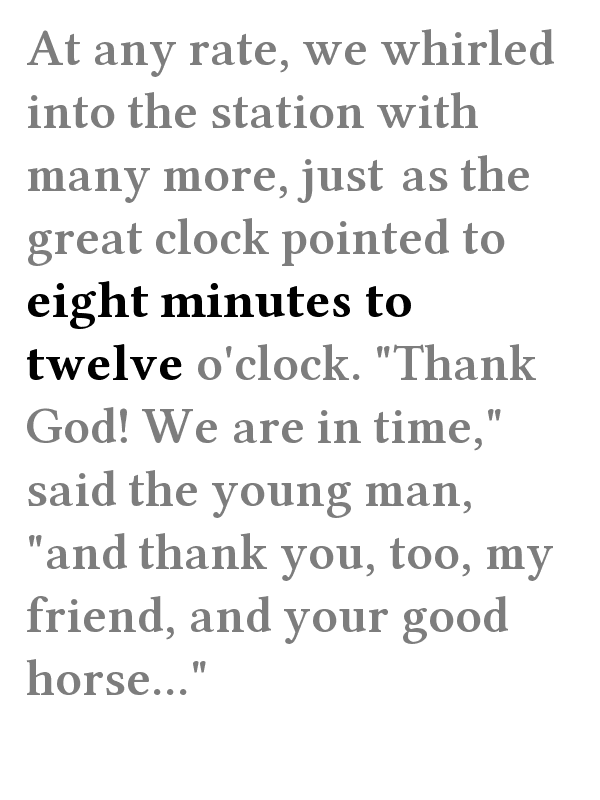 At any rate, we whirled
into the station with
many more, just as the
great clock pointed to
eight minutes to
twelve o'clock. "Thank
God! We are in time,"
said the young man,
"and thank you, too, my
friend, and your good
horse..."